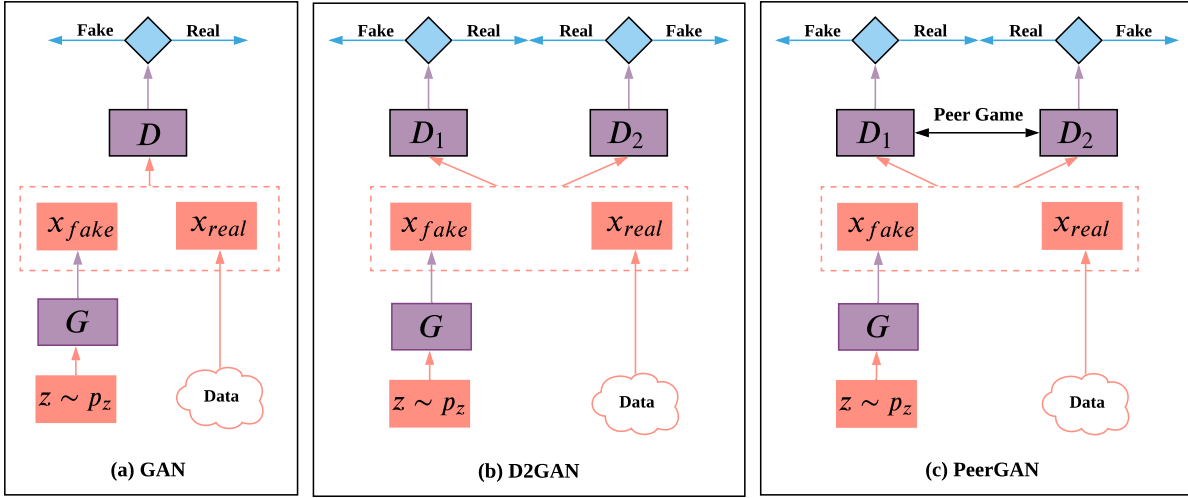 Fake Real
D
x_fake x_real
G
z ~ p_z
Data
(a) GAN
Fake Real Real Fake
D_1 D_2
x_fake x_real
G
z ~ p_z
Data
(b) D2GAN
Fake Real Real Fake
D_1 Peer Game D_2
x_fake x_real
G
z ~ p_z
Data
(c) PeerGAN